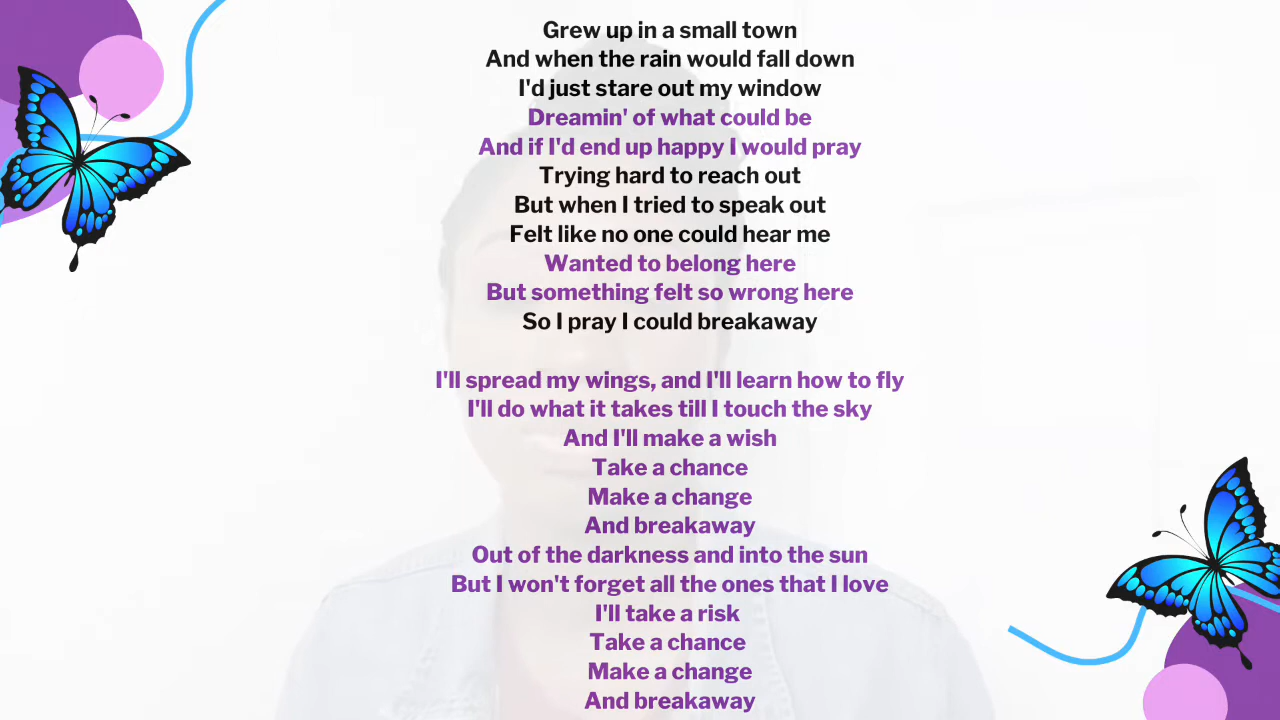 Grew up in a small town
And when the rain would fall down
I'd just stare out my window
Dreamin' of what could be
And if I'd end up happy I would pray
Trying hard to reach out
But when I tried to speak out
Felt like no one could hear me
Wanted to belong here
But something felt so wrong here
So I pray I could breakaway
I'll spread my wings, and I'll learn how to fly
I'll do what it takes till I touch the sky
And I'll make a wish
Take a chance
Make a change
And breakaway
Out of the darkness and into the sun
But I won't forget all the ones that I love
I'll take a risk
Take a chance
Make a change
And breakaway